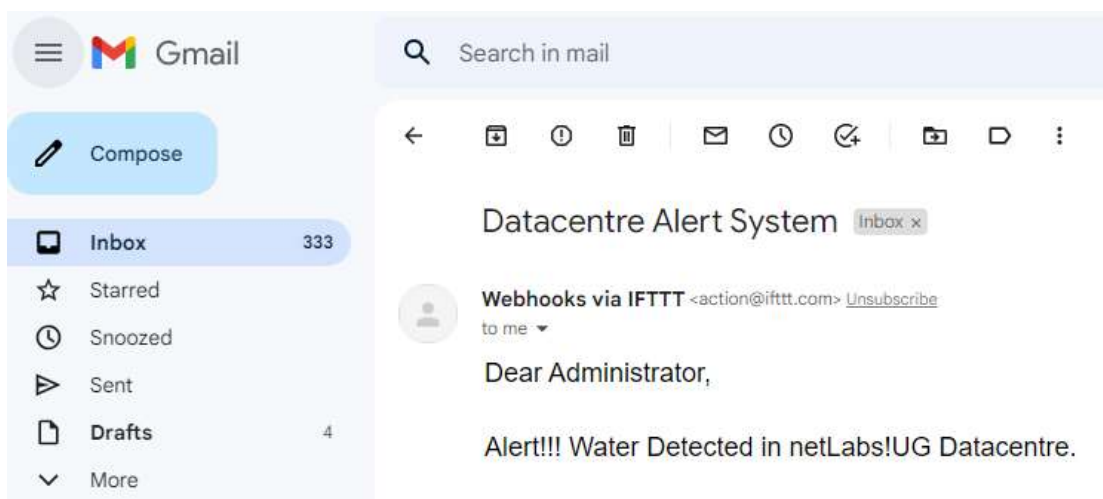 Gmail
Search in mail
Compose
Inbox 333
Starred
Snoozed
Sent
Drafts 4
More
Datacentre Alert System Inbox ×
Webhooks via IFTTT <action@ifttt.com> Unsubscribe
to me
Dear Administrator,
Alert!!! Water Detected in netLabs!UG Datacentre.